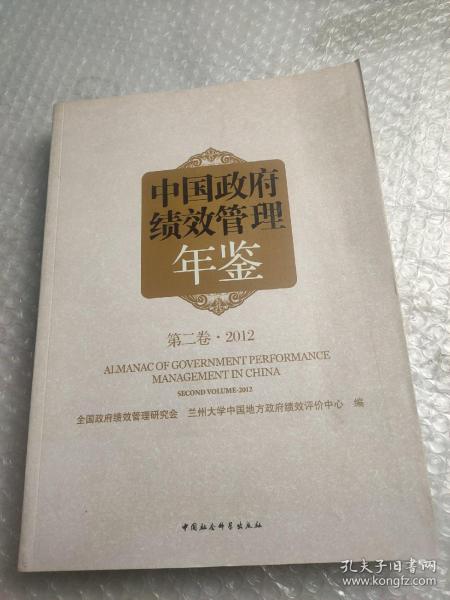 中国政府
绩效管理
年鉴
第二卷·2012
ALMANAC OF GOVERNMENT PERFORMANCE
MANAGEMENT IN CHINA
SECOND VOLUME-2012
全国政府绩效管理研究会 兰州大学中国地方政府绩效评价中心 编
中国社会科学出版社
孔夫子旧书网
www.kongfz.com